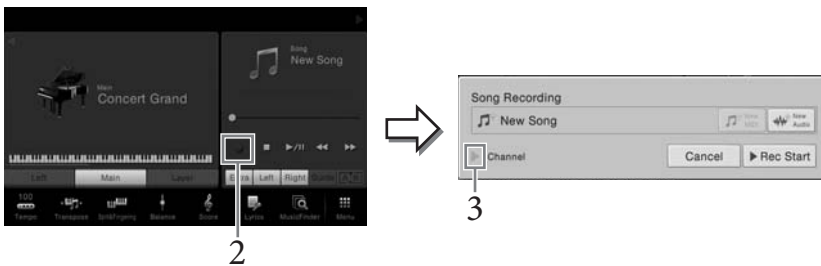 Main
Concert Grand
Song
New Song
Left Main Layer
Extra Left Right Guide A B
100
Tempo Transpose Split&Fingering Balance Score Lyrics MusicFinder Menu
2
Song Recording
New Song
New MIDI
New Audio
Channel
Cancel
Rec Start
3